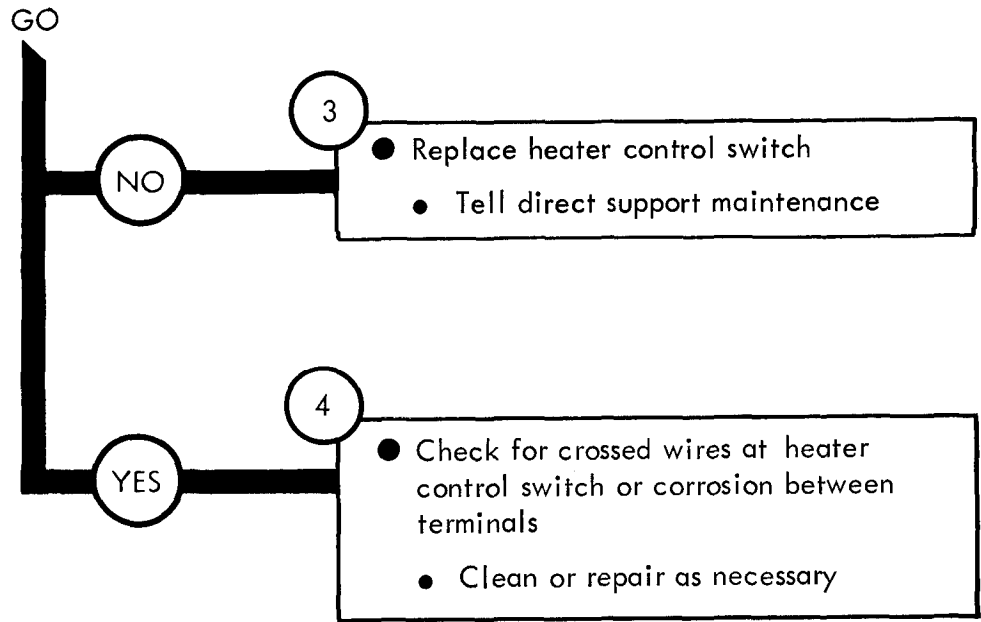 GO
3
NO
● Replace heater control switch
● Tell direct support maintenance
4
YES
● Check for crossed wires at heater
control switch or corrosion between
terminals
● Clean or repair as necessary